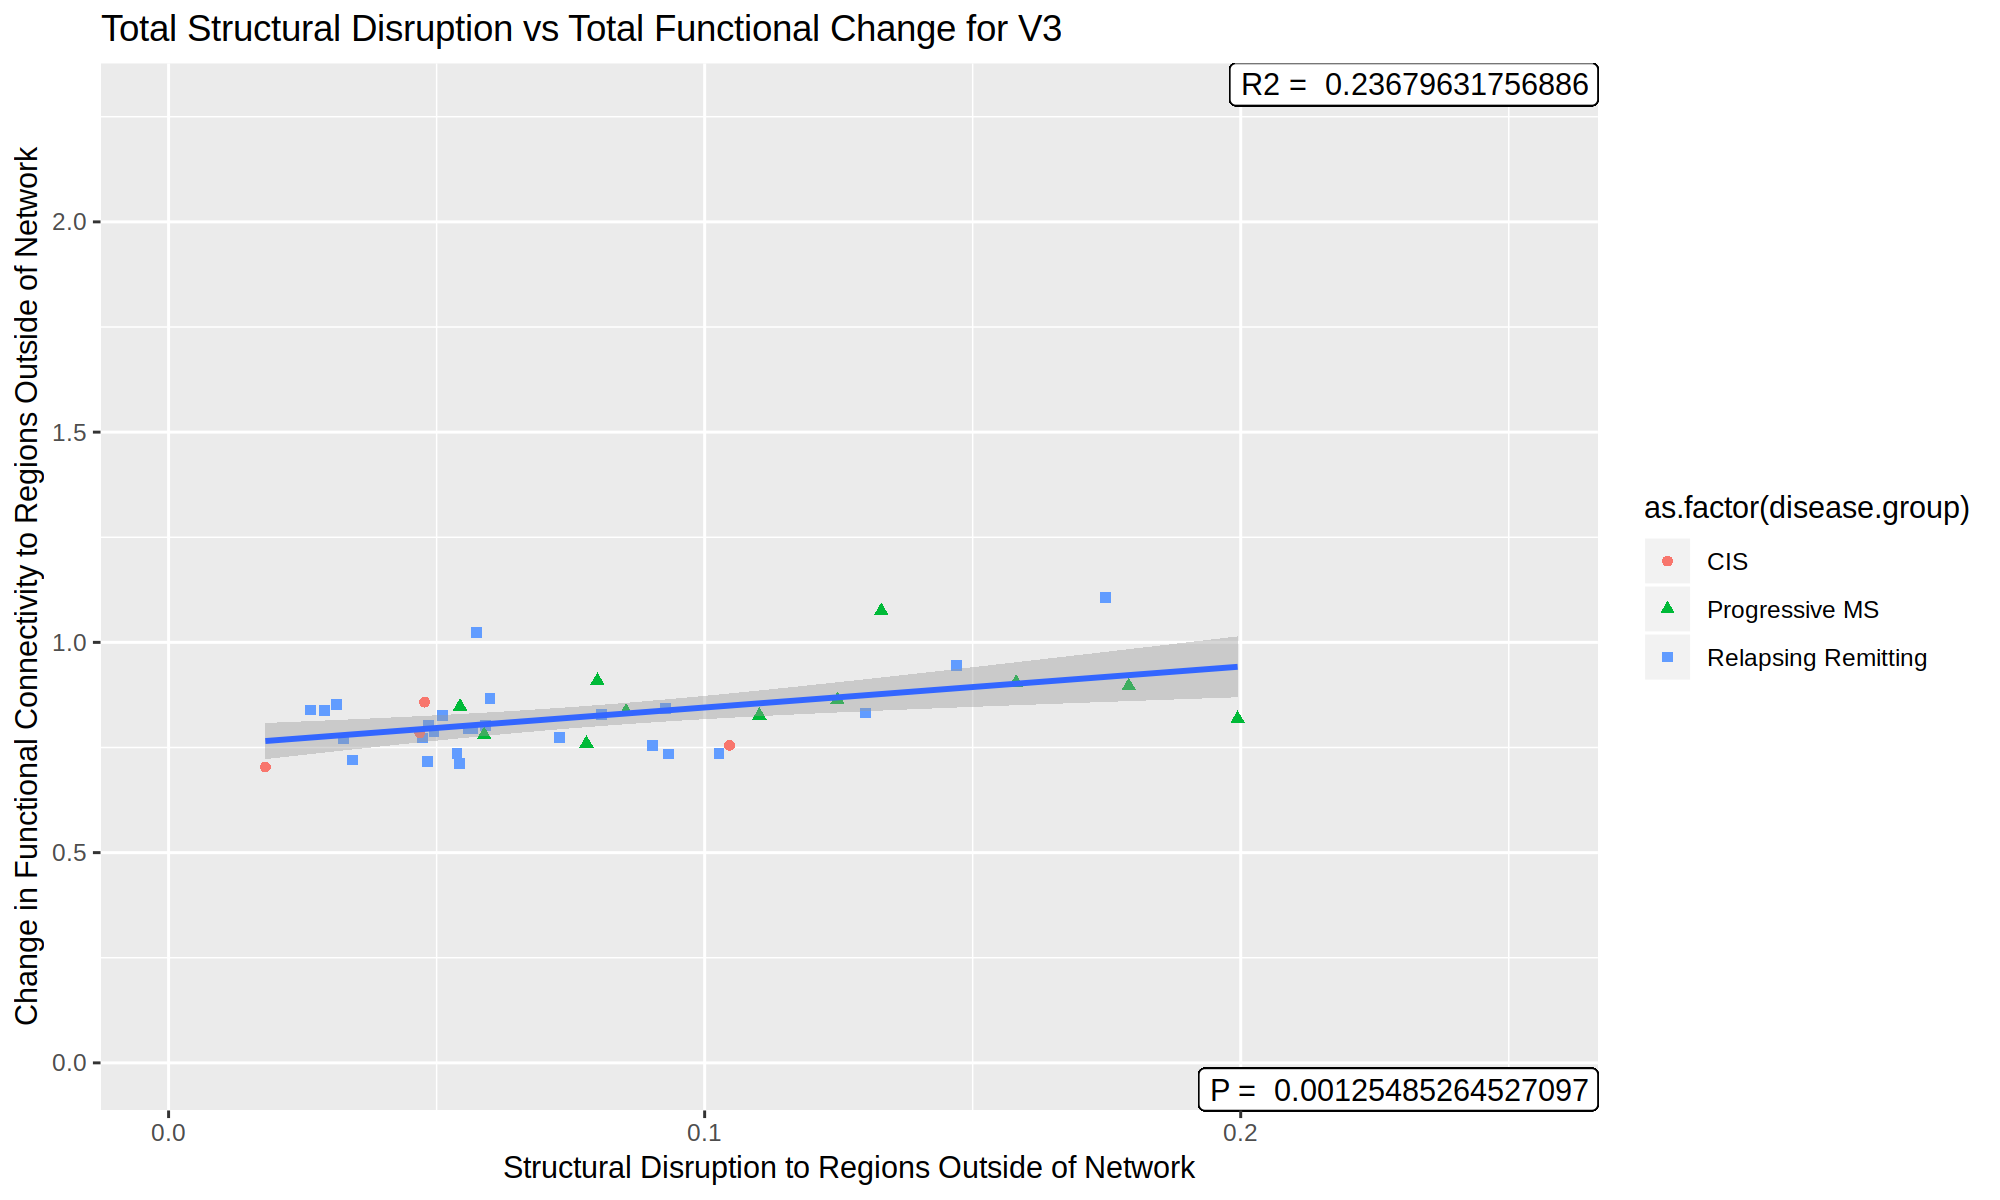 Total Structural Disruption vs Total Functional Change for V3
R2 =  0.23679631756886
Change in Functional Connectivity to Regions Outside of Network
2.0
1.5
1.0
0.5
0.0
P =  0.00125485264527097
0.0
0.1
0.2
Structural Disruption to Regions Outside of Network
as.factor(disease.group)
CIS
Progressive MS
Relapsing Remitting